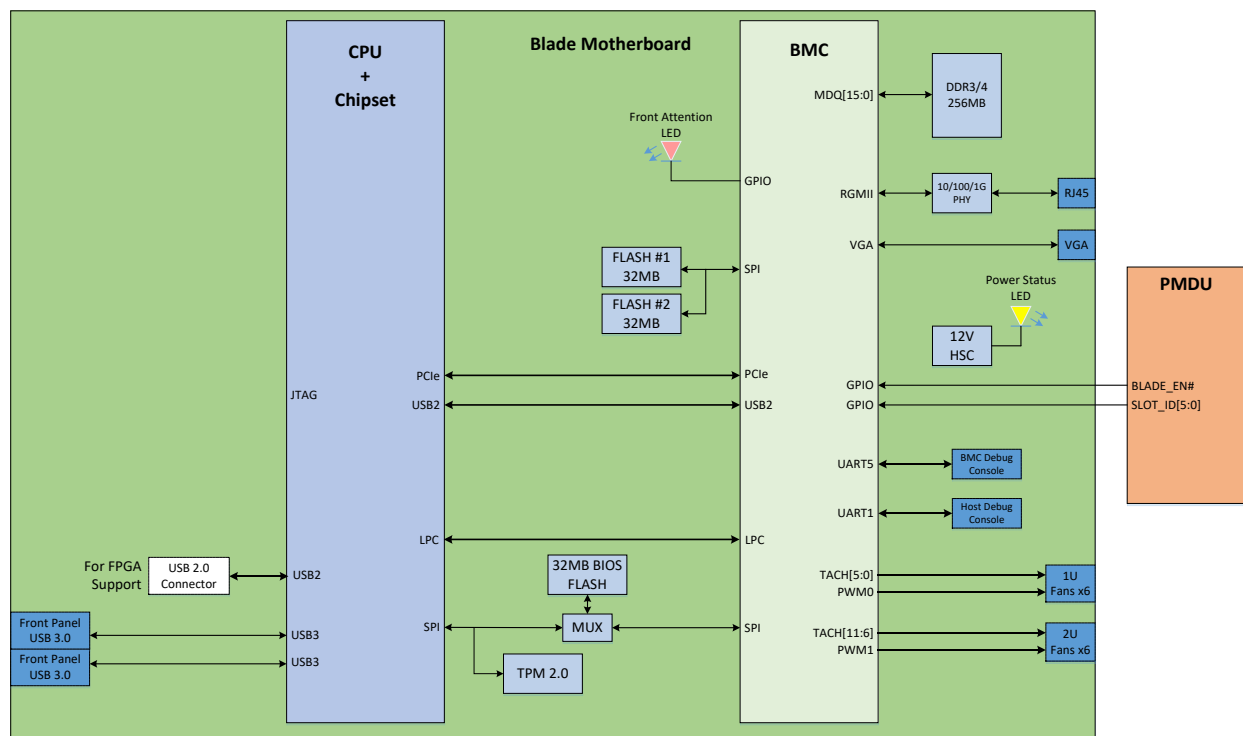 Blade Motherboard
CPU
+
Chipset
BMC
MDQ[15:0]
DDR3/4
256MB
Front Attention
LED
GPIO
RGMII
10/100/1G
PHY
RJ45
VGA
VGA
FLASH #1
32MB
SPI
FLASH #2
32MB
Power Status
LED
12V
HSC
PMDU
PCIe
PCIe
GPIO
BLADE_EN#
JTAG
USB2
USB2
GPIO
SLOT_ID[5:0]
UART5
BMC Debug
Console
UART1
Host Debug
Console
LPC
LPC
For FPGA
Support
USB 2.0
Connector
USB2
32MB BIOS
FLASH
TACH[5:0]
PWM0
1U
Fans x6
Front Panel
USB 3.0
USB3
SPI
MUX
SPI
TACH[11:6]
PWM1
2U
Fans x6
Front Panel
USB 3.0
USB3
TPM 2.0